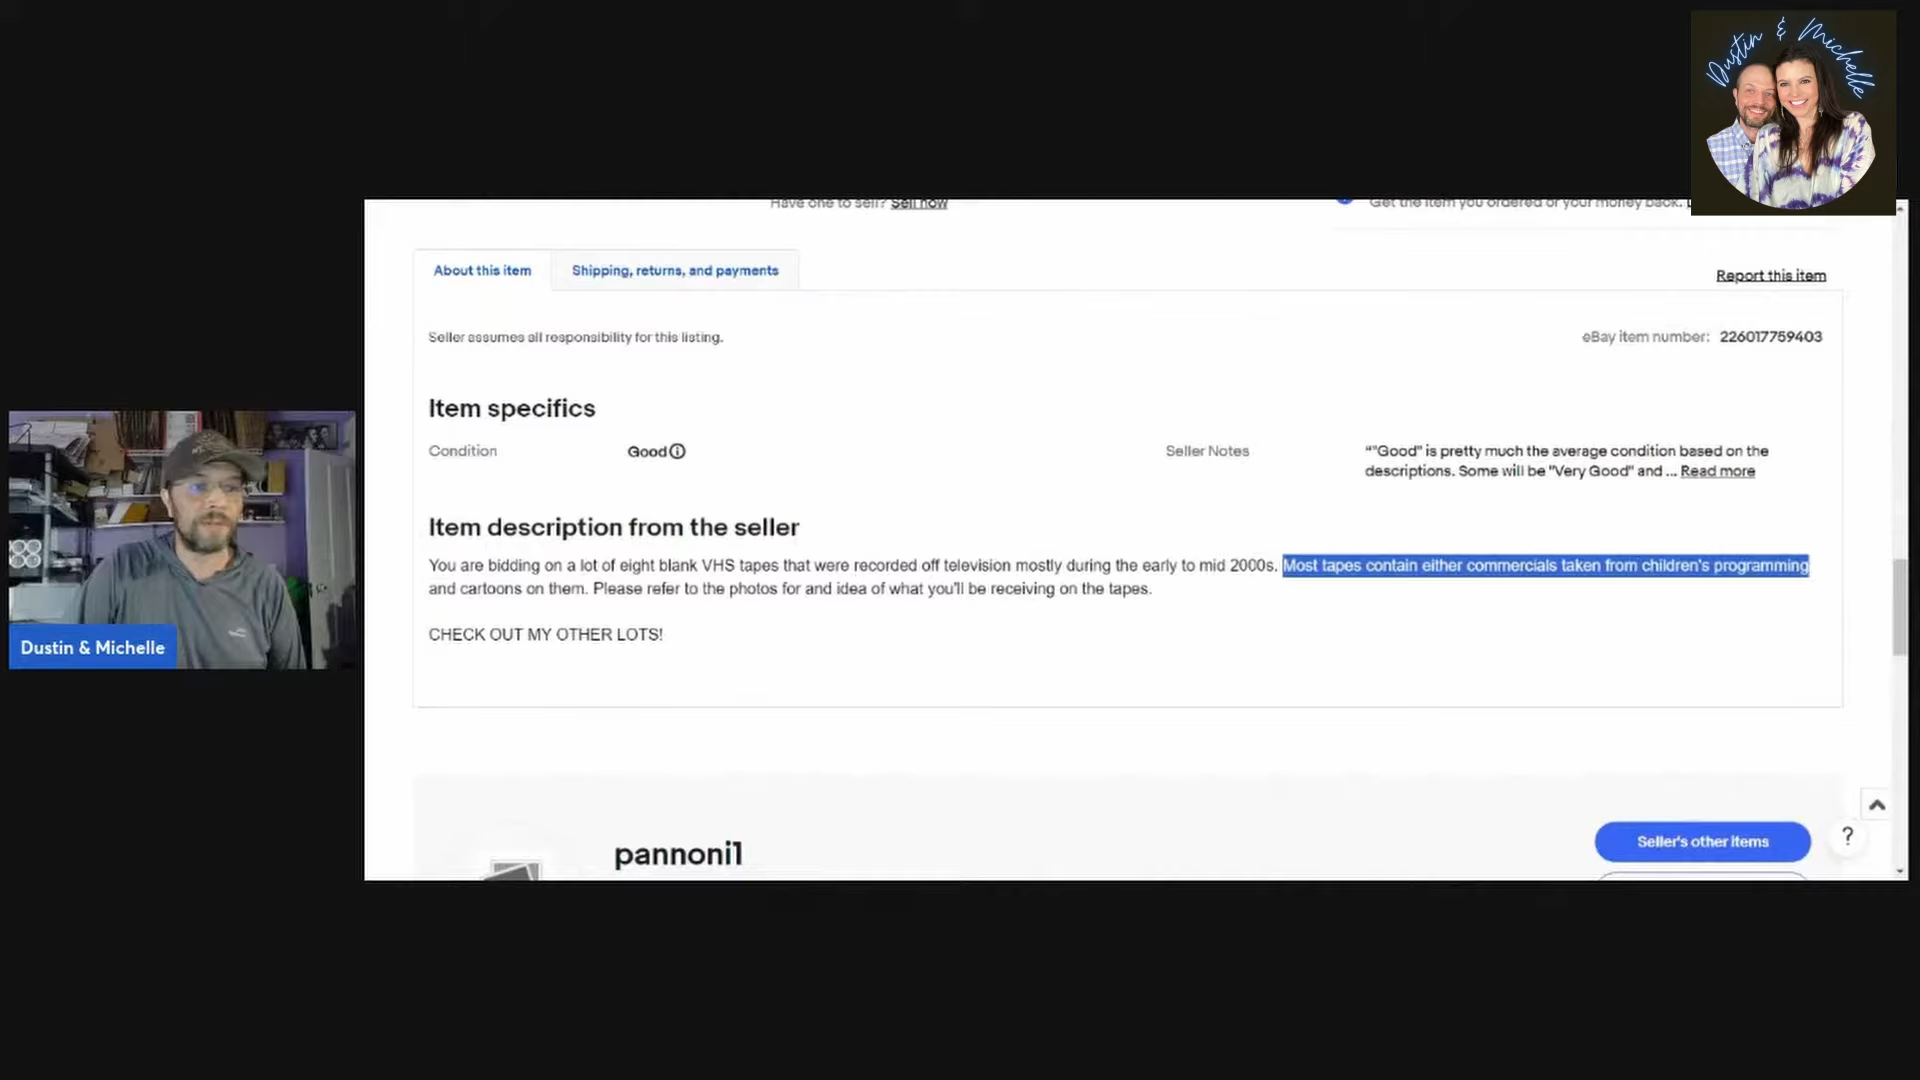 Dustin & Michelle
Have one to sell? Sell now
Get the item you ordered or your money back.
About this item
Shipping, returns, and payments
Report this item
Seller assumes all responsibility for this listing.
eBay item number: 226017759403
Item specifics
Condition
Good
Seller Notes
“"Good" is pretty much the average condition based on the
descriptions. Some will be "Very Good" and ... Read more
Item description from the seller
You are bidding on a lot of eight blank VHS tapes that were recorded off television mostly during the early to mid 2000s. Most tapes contain either commercials taken from children's programming
and cartoons on them. Please refer to the photos for and idea of what you'll be receiving on the tapes.
CHECK OUT MY OTHER LOTS!
Dustin & Michelle
pannoni1
Seller's other items
?